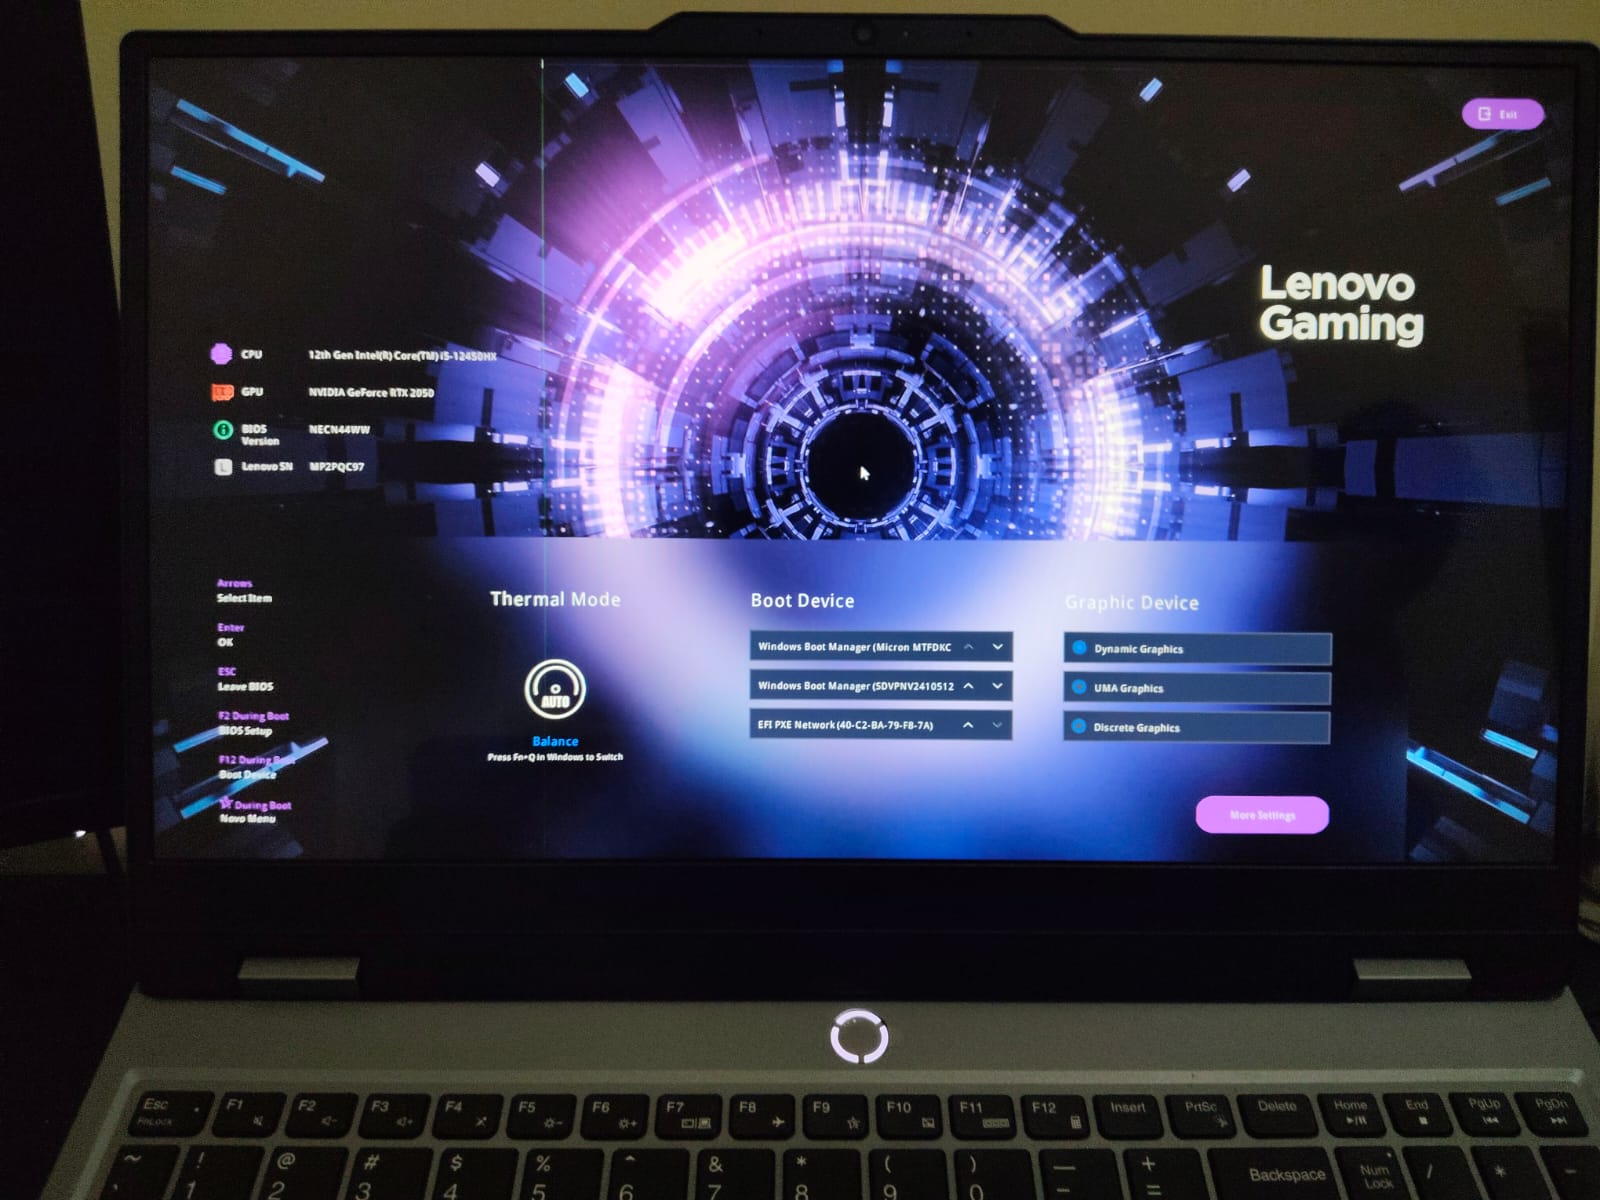 Exit
Lenovo
Gaming
CPU 12th Gen Intel(R) Core(TM) i5-12450HX
GPU NVIDIA GeForce RTX 2050
BIOS Version NECN44WW
Lenovo SN MP2PQC97
Arrows
Select Item
Enter
OK
ESC
Leave BIOS
F2 During Boot
BIOS Setup
F12 During Boot
Boot Device
During Boot
Novo Menu
Thermal Mode
AUTO
Balance
Press Fn+Q in Windows to Switch
Boot Device
Windows Boot Manager (Micron MTFDKC
Windows Boot Manager (SDVPNV2410512
EFI PXE Network (40-C2-BA-79-F8-7A)
Graphic Device
Dynamic Graphics
UMA Graphics
Discrete Graphics
More Settings
Esc F1 F2 F3 F4 F5 F6 F7 F8 F9 F10 F11 F12 Insert PrtSc Delete Home End PgUp PgDn
FnLock
~ ! @ # $ % ^ & * ( ) — + Backspace Num Lock / * -
1 2 3 4 5 6 7 8 9 0 - =